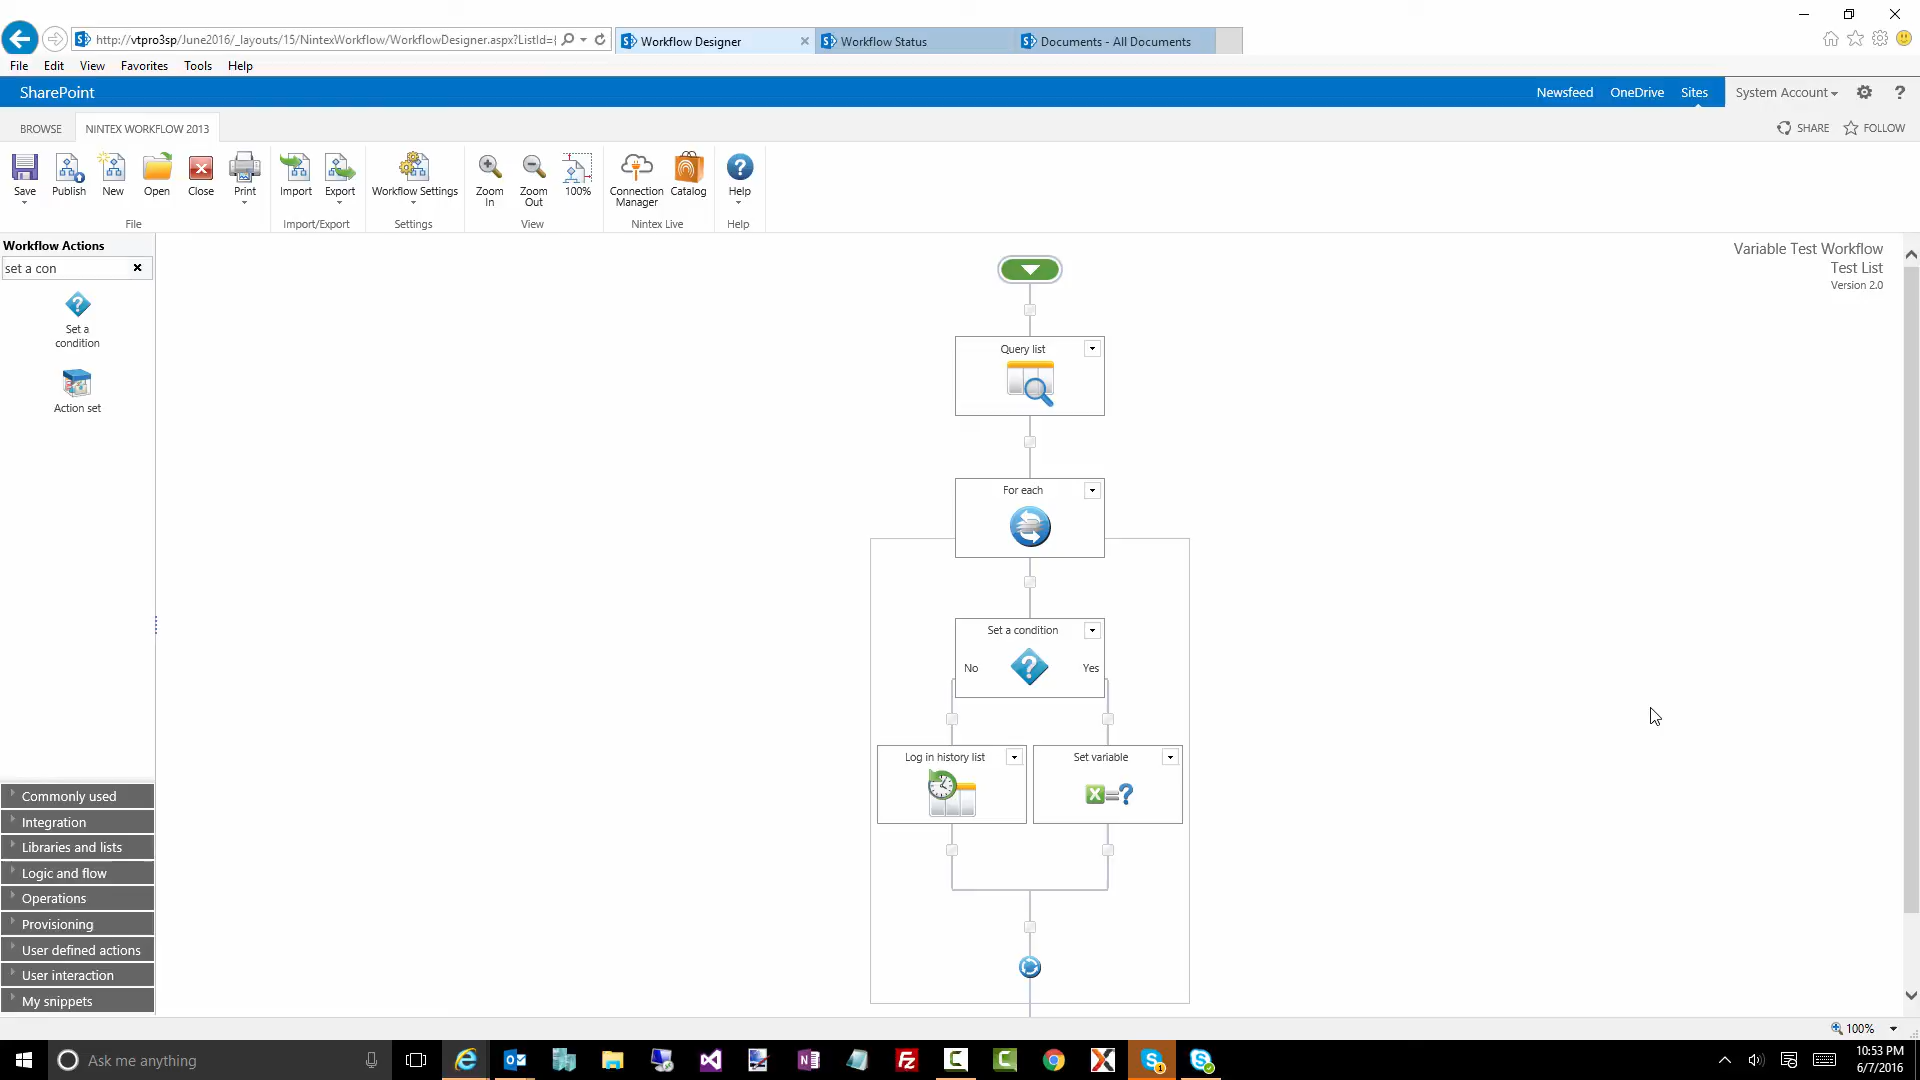 http://vtpro3sp/June2016/_layouts/15/NintexWorkflow/WorkflowDesigner.aspx?ListId={
Workflow Designer
Workflow Status
Documents - All Documents
File Edit View Favorites Tools Help
SharePoint
Newsfeed OneDrive Sites System Account ?
BROWSE NINTEX WORKFLOW 2013
SHARE FOLLOW
Save
Publish
New
Open
Close
Print
Import
Export
Workflow Settings
Zoom
In
Zoom
Out
100%
Connection
Manager
Catalog
Help
File
Import/Export
Settings
View
Nintex Live
Help
Workflow Actions
set a con
Set a
condition
Action set
Commonly used
Integration
Libraries and lists
Logic and flow
Operations
Provisioning
User defined actions
User interaction
My snippets
Variable Test Workflow
Test List
Version 2.0
Query list
For each
Set a condition
No
Yes
Log in history list
Set variable
X=?
100%
Ask me anything
10:53 PM
6/7/2016